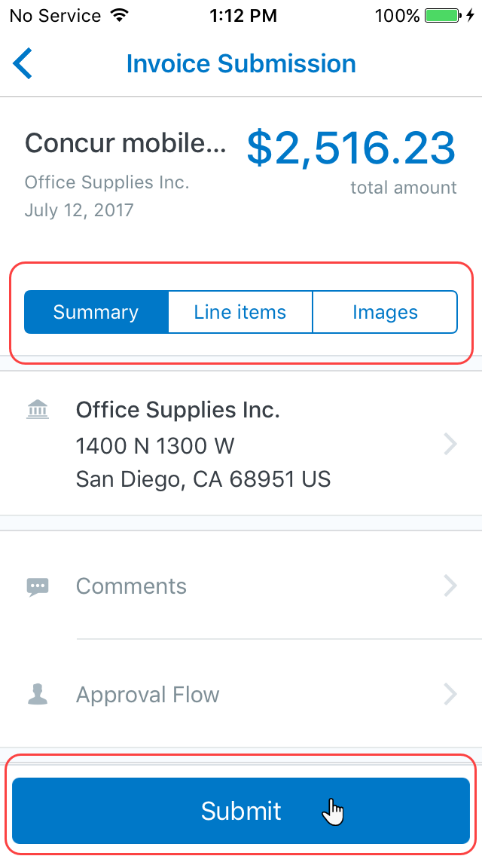 No Service 1:12 PM 100%
Invoice Submission
Concur mobile... $2,516.23
Office Supplies Inc. total amount
July 12, 2017
Summary Line items Images
Office Supplies Inc.
1400 N 1300 W
San Diego, CA 68951 US
Comments
Approval Flow
Submit